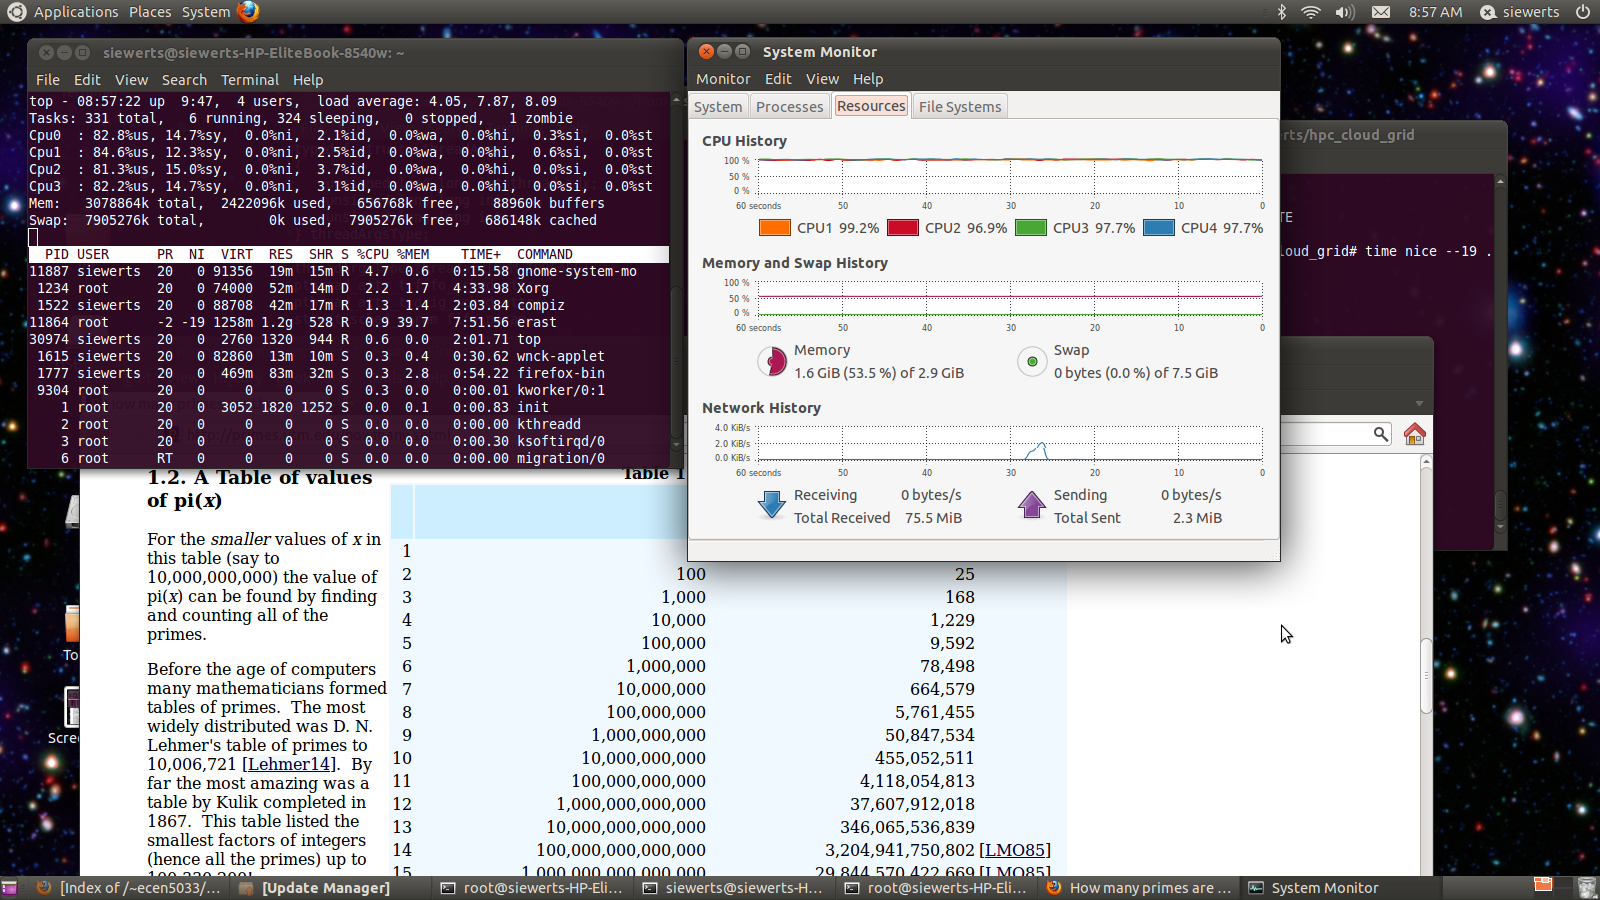 Applications Places System
8:57 AM siewerts
siewerts@siewerts-HP-EliteBook-8540w: ~
File Edit View Search Terminal Help
top - 08:57:22 up  9:47,  4 users,  load average: 4.05, 7.87, 8.09
Tasks: 331 total,   6 running, 324 sleeping,   0 stopped,   1 zombie
Cpu0  : 82.8%us, 14.7%sy,  0.0%ni,  2.1%id,  0.0%wa,  0.0%hi,  0.3%si,  0.0%st
Cpu1  : 84.6%us, 12.3%sy,  0.0%ni,  2.5%id,  0.0%wa,  0.0%hi,  0.6%si,  0.0%st
Cpu2  : 81.3%us, 15.0%sy,  0.0%ni,  3.7%id,  0.0%wa,  0.0%hi,  0.0%si,  0.0%st
Cpu3  : 82.2%us, 14.7%sy,  0.0%ni,  3.1%id,  0.0%wa,  0.0%hi,  0.0%si,  0.0%st
Mem:   3078864k total,  2422096k used,   656768k free,    88960k buffers
Swap:  7905276k total,        0k used,  7905276k free,   686148k cached
PID USER      PR  NI  VIRT  RES  SHR S %CPU %MEM    TIME+  COMMAND
11887 siewerts  20   0 91356  19m  15m R  4.7  0.6   0:15.58 gnome-system-mo
1234 root      20   0 74000  52m  14m D  2.2  1.7   4:33.98 Xorg
1522 siewerts  20   0 88708  42m  17m R  1.3  1.4   2:03.84 compiz
11864 root      -2 -19 1258m 1.2g  528 R  0.9 39.7   7:51.56 erast
30974 siewerts  20   0  2760 1320  944 R  0.6  0.0   2:01.71 top
1615 siewerts  20   0 82860  13m  10m S  0.3  0.4   0:30.62 wnck-applet
1777 siewerts  20   0  469m  83m  32m S  0.3  2.8   0:54.22 firefox-bin
9304 root      20   0     0    0    0 S  0.3  0.0   0:00.01 kworker/0:1
1 root      20   0  3052 1820 1252 S  0.0  0.1   0:00.83 init
2 root      20   0     0    0    0 S  0.0  0.0   0:00.00 kthreadd
3 root      20   0     0    0    0 S  0.0  0.0   0:00.30 ksoftirqd/0
6 root      RT   0     0    0    0 S  0.0  0.0   0:00.00 migration/0
System Monitor
Monitor Edit View Help
System Processes Resources File Systems
CPU History
100 %
50 %
0 %
60 seconds 50 40 30 20 10 0
CPU1 99.2% CPU2 96.9% CPU3 97.7% CPU4 97.7%
Memory and Swap History
100 %
50 %
0 %
60 seconds 50 40 30 20 10 0
Memory
1.6 GiB (53.5 %) of 2.9 GiB
Swap
0 bytes (0.0 %) of 7.5 GiB
Network History
4.0 KiB/s
2.0 KiB/s
0.0 KiB/s
60 seconds 50 40 30 20 10 0
Receiving 0 bytes/s
Total Received 75.5 MiB
Sending 0 bytes/s
Total Sent 2.3 MiB
rts/hpc_cloud_grid
TE
loud_grid# time nice --19 .
1.2. A Table of values
of pi(x)
For the smaller values of x in
this table (say to
10,000,000,000) the value of
pi(x) can be found by finding
and counting all of the
primes.
Before the age of computers
many mathematicians formed
tables of primes.  The most
widely distributed was D. N.
Lehmer's table of primes to
10,006,721 [Lehmer14].  By
far the most amazing was a
table by Kulik completed in
1867.  This table listed the
smallest factors of integers
(hence all the primes) up to
Table 1
1
2 100 25
3 1,000 168
4 10,000 1,229
5 100,000 9,592
6 1,000,000 78,498
7 10,000,000 664,579
8 100,000,000 5,761,455
9 1,000,000,000 50,847,534
10 10,000,000,000 455,052,511
11 100,000,000,000 4,118,054,813
12 1,000,000,000,000 37,607,912,018
13 10,000,000,000,000 346,065,536,839
14 100,000,000,000,000 3,204,941,750,802 [LMO85]
15 1,000,000,000,000,000 29,844,570,422,669 [LMO85]
To
Scre
[Index of /~ecen5033/... [Update Manager] root@siewerts-HP-Eli... siewerts@siewerts-H... root@siewerts-HP-Eli... How many primes are ... System Monitor